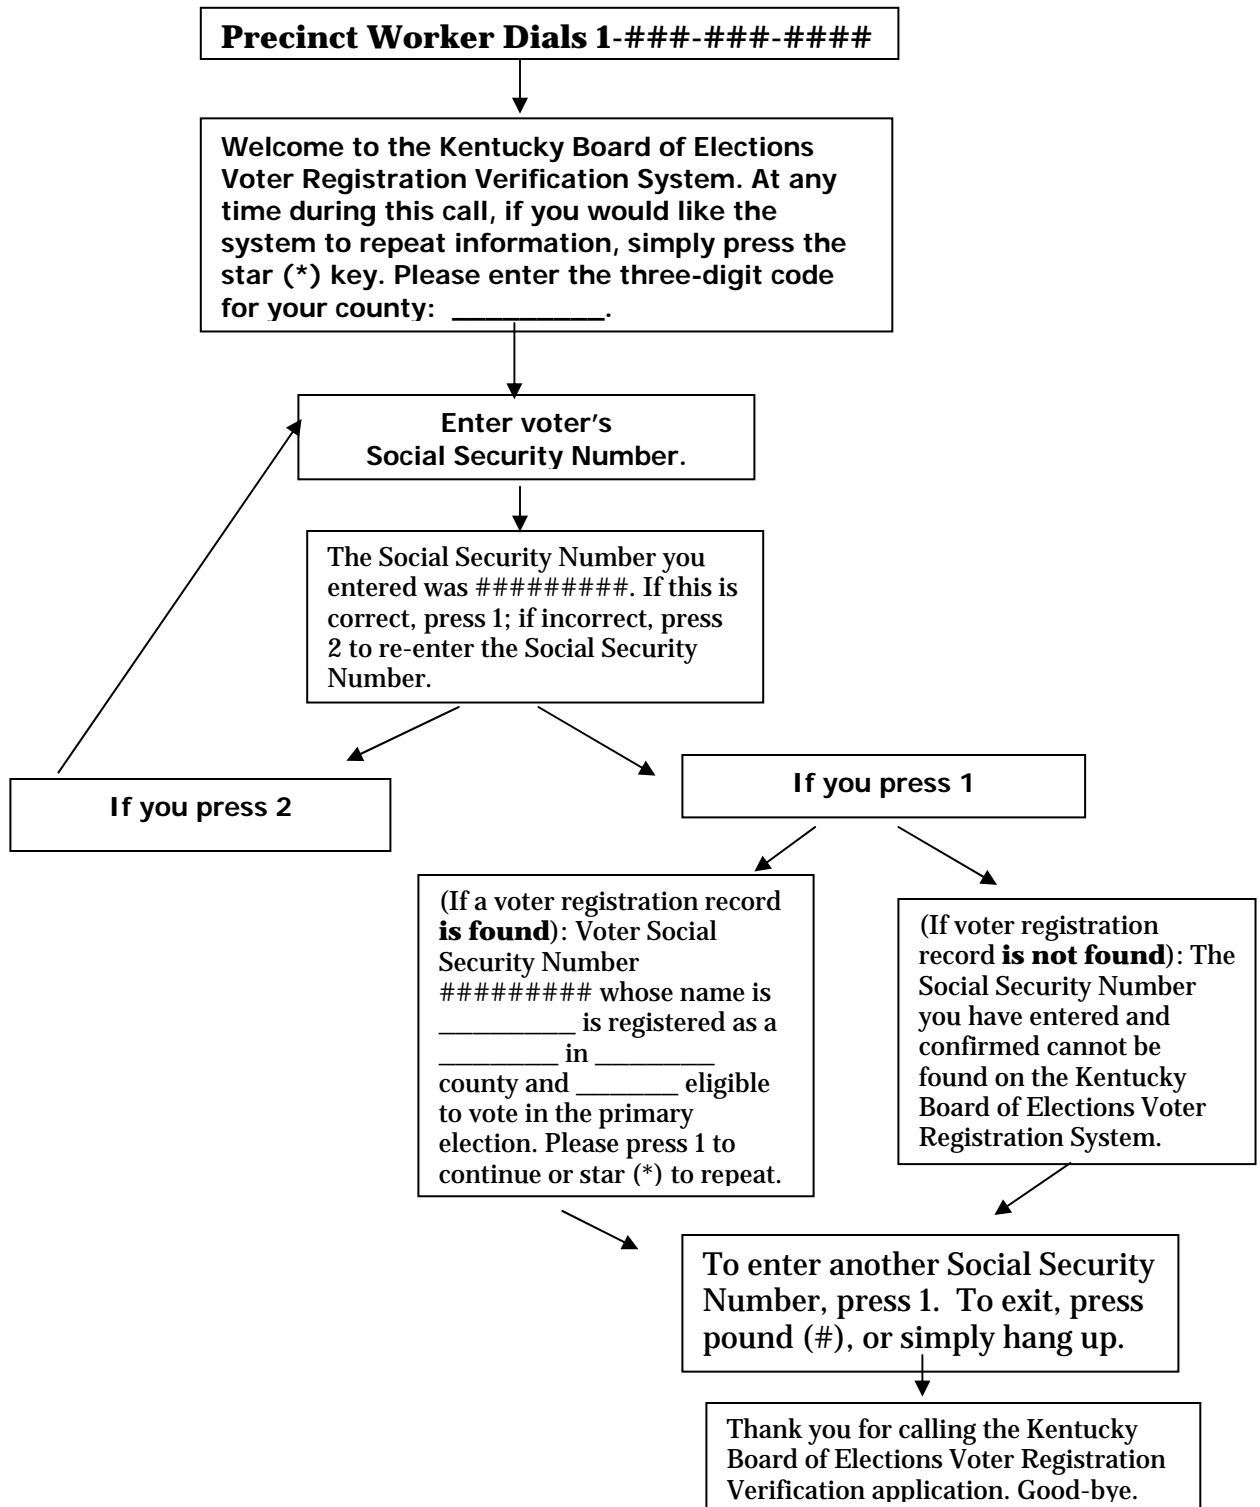 Precinct Worker Dials 1-###-###-####
Welcome to the Kentucky Board of Elections
Voter Registration Verification System. At any
time during this call, if you would like the
system to repeat information, simply press the
star (*) key. Please enter the three-digit code
for your county: _________.
Enter voter's
Social Security Number.
The Social Security Number you
entered was #########. If this is
correct, press 1; if incorrect, press
2 to re-enter the Social Security
Number.
If you press 2
If you press 1
(If a voter registration record
is found): Voter Social
Security Number
######### whose name is
________ is registered as a
_______ in _______
county and ______ eligible
to vote in the primary
election. Please press 1 to
continue or star (*) to repeat.
(If voter registration
record is not found): The
Social Security Number
you have entered and
confirmed cannot be
found on the Kentucky
Board of Elections Voter
Registration System.
To enter another Social Security
Number, press 1.  To exit, press
pound (#), or simply hang up.
Thank you for calling the Kentucky
Board of Elections Voter Registration
Verification application. Good-bye.